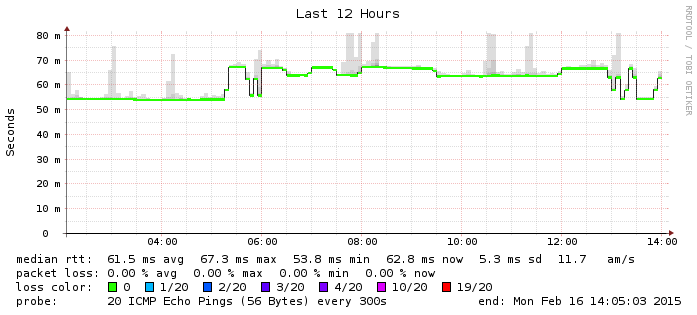 Last 12 Hours
RRDTOOL / TOBI OETIKER
Seconds
80 m
70 m
60 m
50 m
40 m
30 m
20 m
10 m
0
04:00 06:00 08:00 10:00 12:00 14:00
median rtt: 61.5 ms avg 67.3 ms max 53.8 ms min 62.8 ms now 5.3 ms sd 11.7 am/s
packet loss: 0.00 % avg 0.00 % max 0.00 % min 0.00 % now
loss color: 0 1/20 2/20 3/20 4/20 10/20 19/20
probe: 20 ICMP Echo Pings (56 Bytes) every 300s end: Mon Feb 16 14:05:03 2015